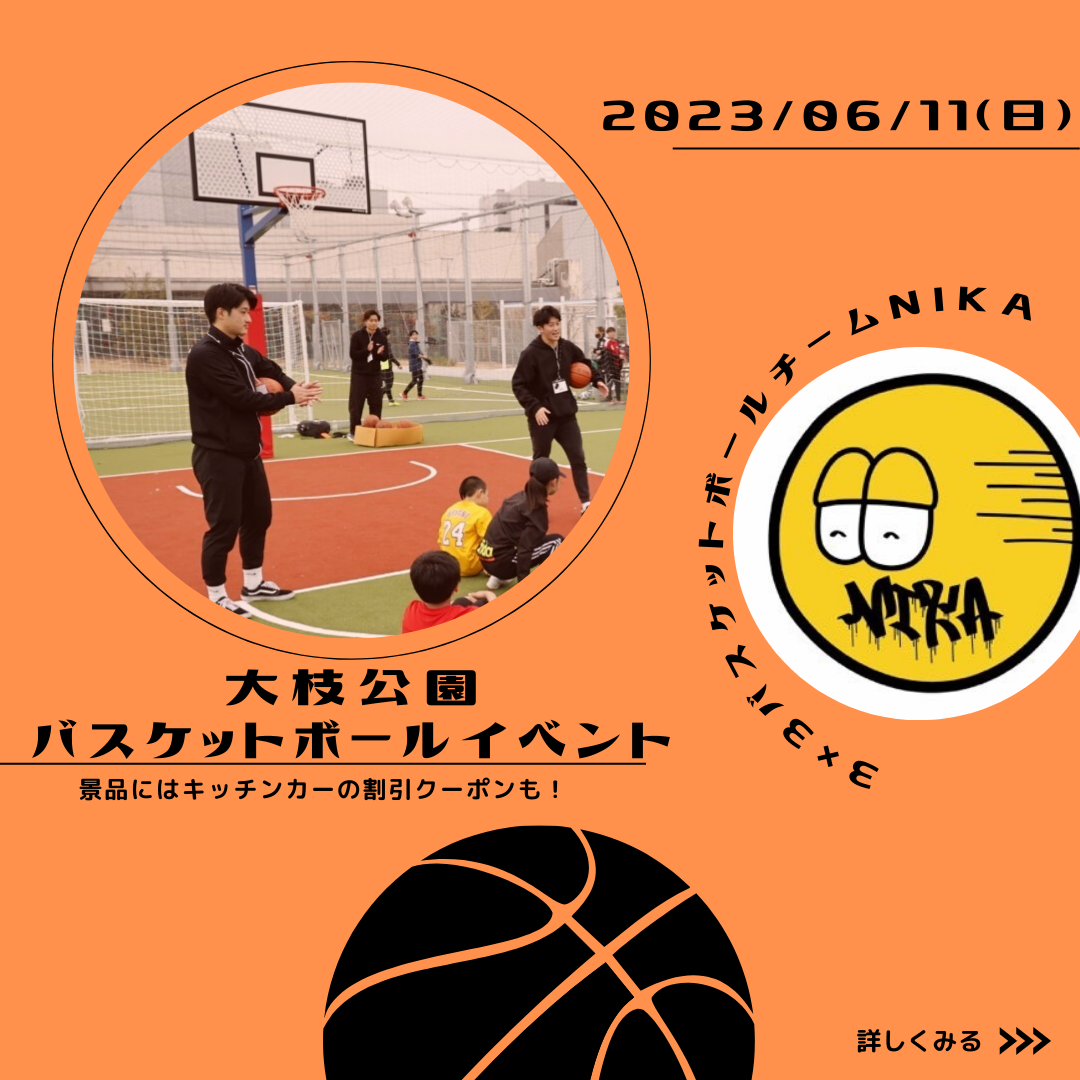 2023/06/11(日)
3×3バスケットボールチームNIKA
NIKA
24
大枝公園
バスケットボールイベント
景品にはキッチンカーの割引クーポンも！
詳しくみる